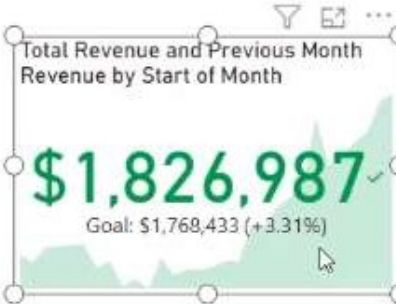 Total Revenue and Previous Month
Revenue by Start of Month
$1,826,987
Goal: $1,768,433 (+3.31%)